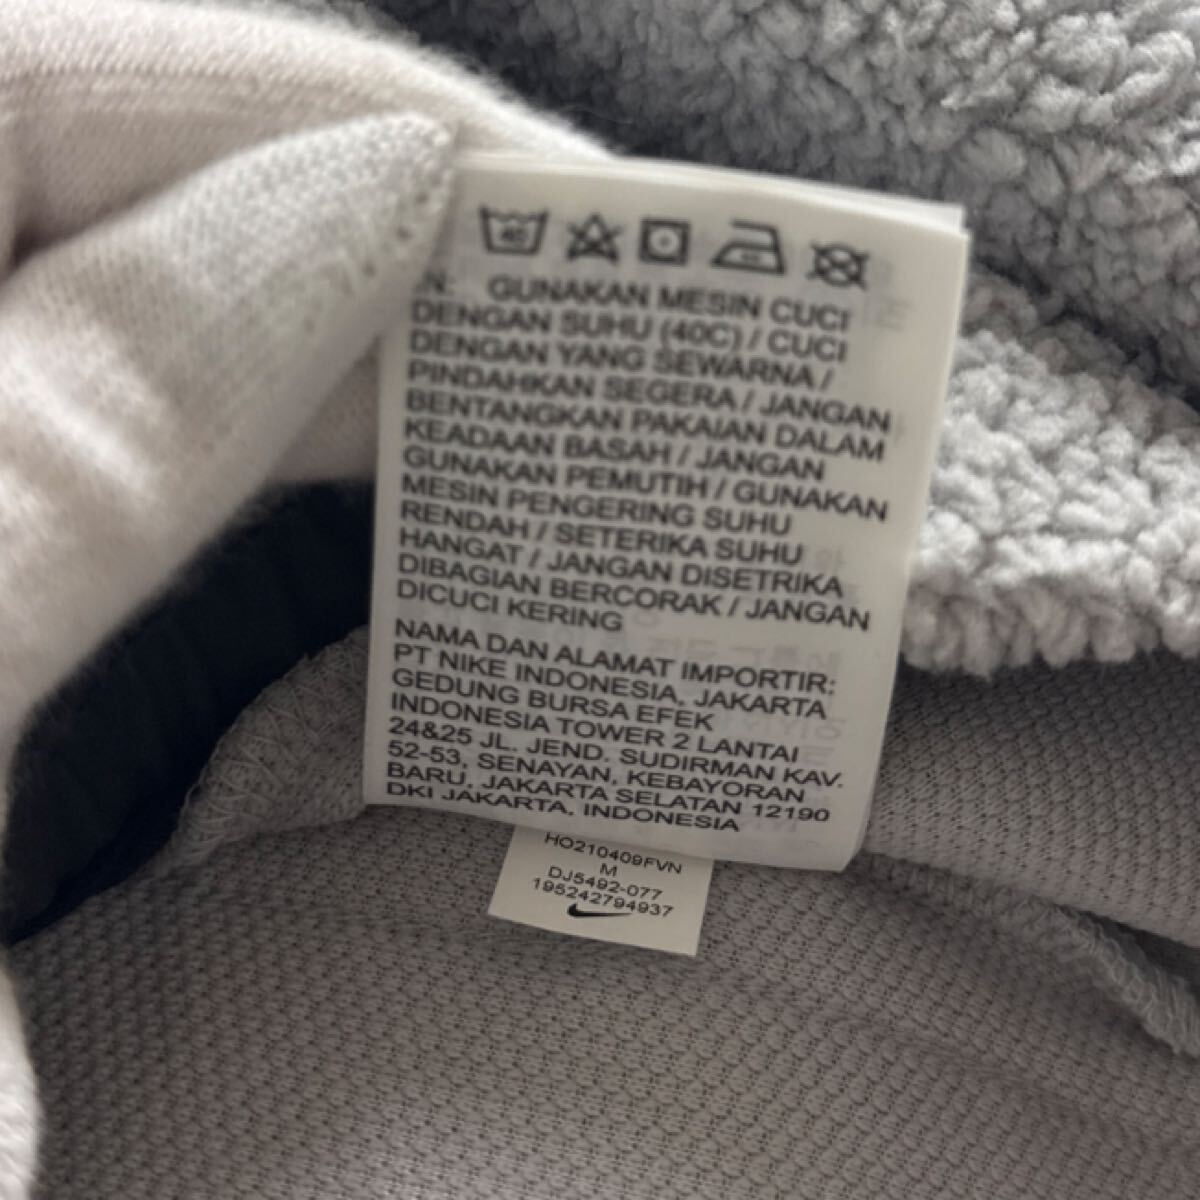 40
N: GUNAKAN MESIN CUCI
DENGAN SUHU (40C) / CUCI
DENGAN YANG SEWARNA /
PINDAHKAN SEGERA / JANGAN
BENTANGKAN PAKAIAN DALAM
KEADAAN BASAH / JANGAN
GUNAKAN PEMUTIH / GUNAKAN
MESIN PENGERING SUHU
RENDAH / SETERIKA SUHU
HANGAT / JANGAN DISETRIKA
DIBAGIAN BERCORAK / JANGAN
DICUCI KERING
NAMA DAN ALAMAT IMPORTIR:
PT NIKE INDONESIA, JAKARTA
GEDUNG BURSA EFEK
INDONESIA TOWER 2 LANTAI
24&25 JL. JEND. SUDIRMAN KAV.
52-53, SENAYAN, KEBAYORAN
BARU, JAKARTA SELATAN 12190
DKI JAKARTA, INDONESIA
HO210409FVN
M
DJ5492-077
195242794937